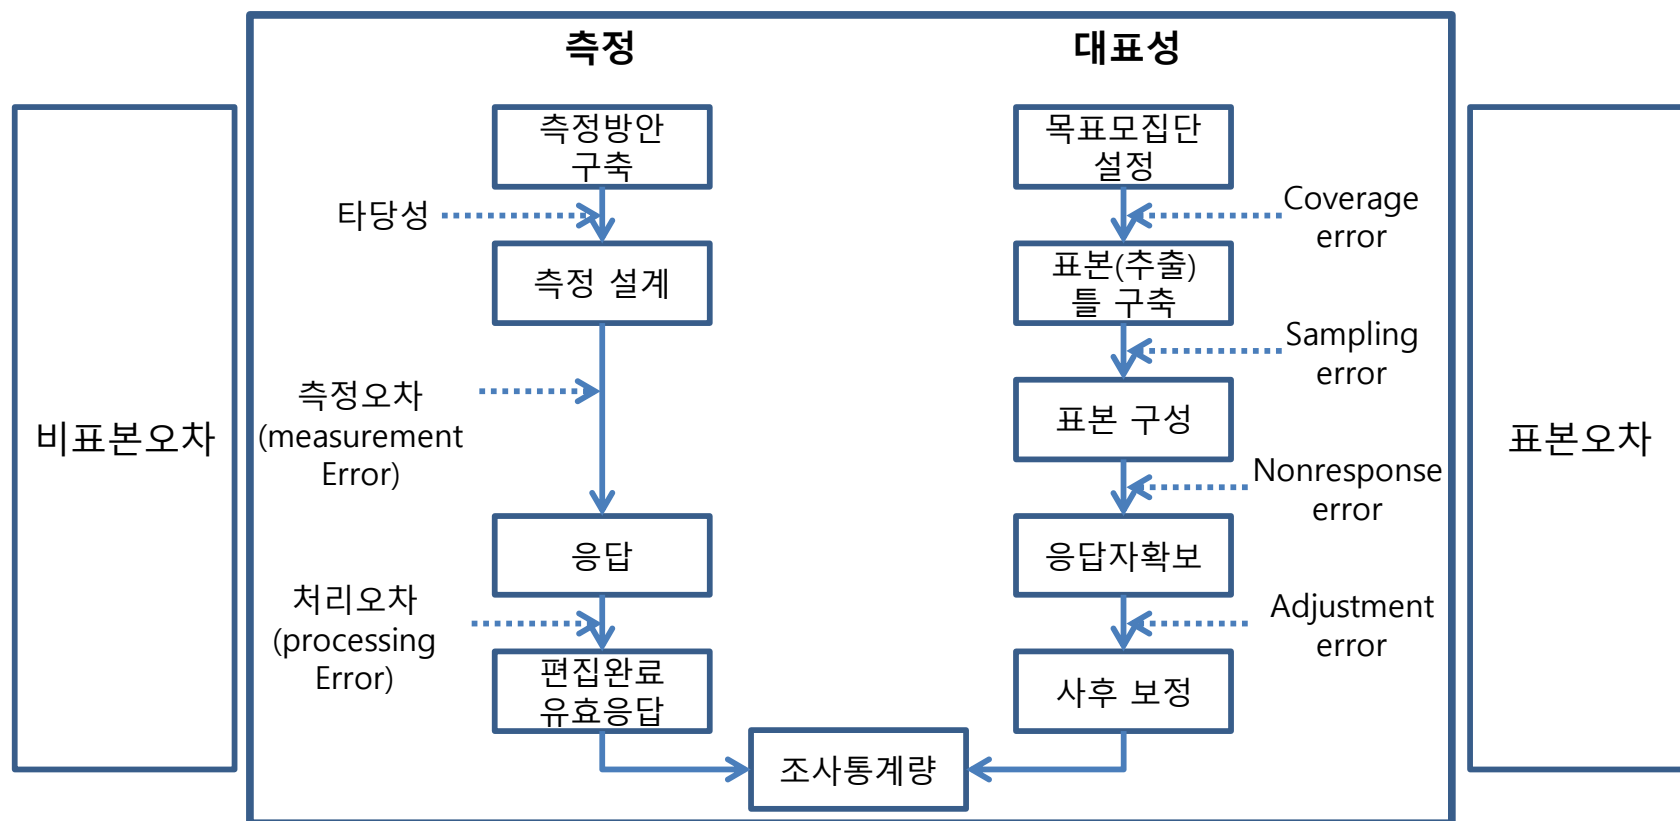 측정
대표성
비표본오차
측정방안
구축
타당성
측정 설계
측정오차
(measurement
Error)
응답
처리오차
(processing
Error)
편집완료
유효응답
목표모집단
설정
Coverage
error
표본(추출)
틀 구축
Sampling
error
표본 구성
Nonresponse
error
응답자확보
Adjustment
error
사후 보정
조사통계량
표본오차